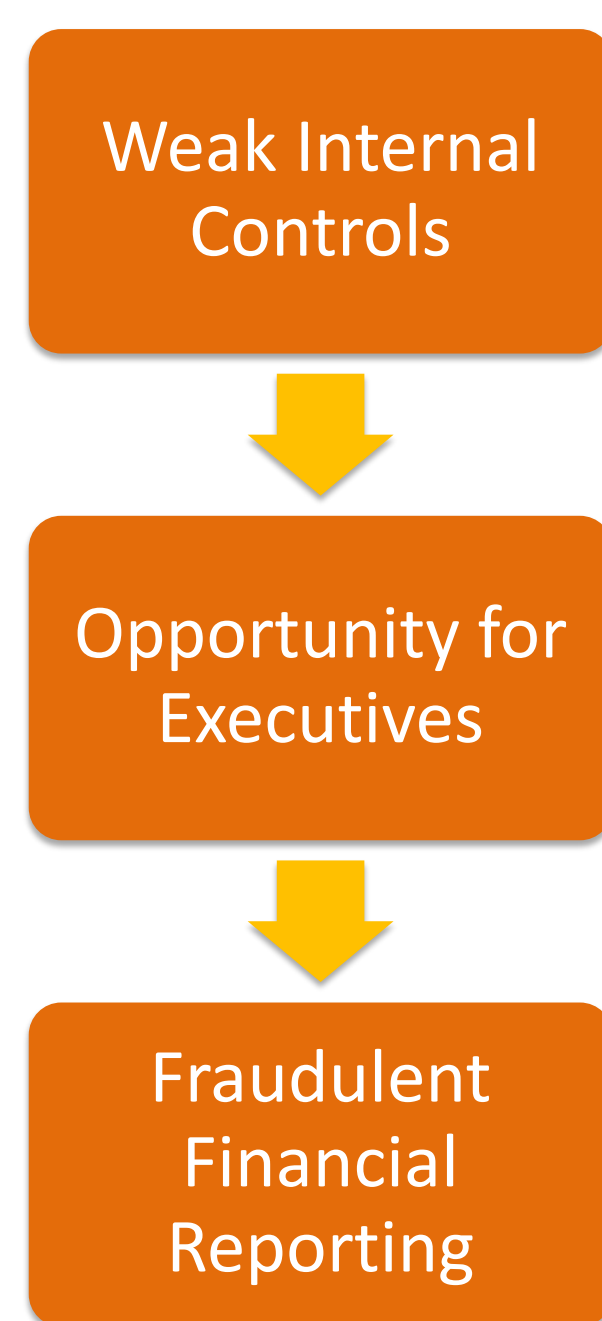 Weak Internal
Controls
Opportunity for
Executives
Fraudulent
Financial
Reporting